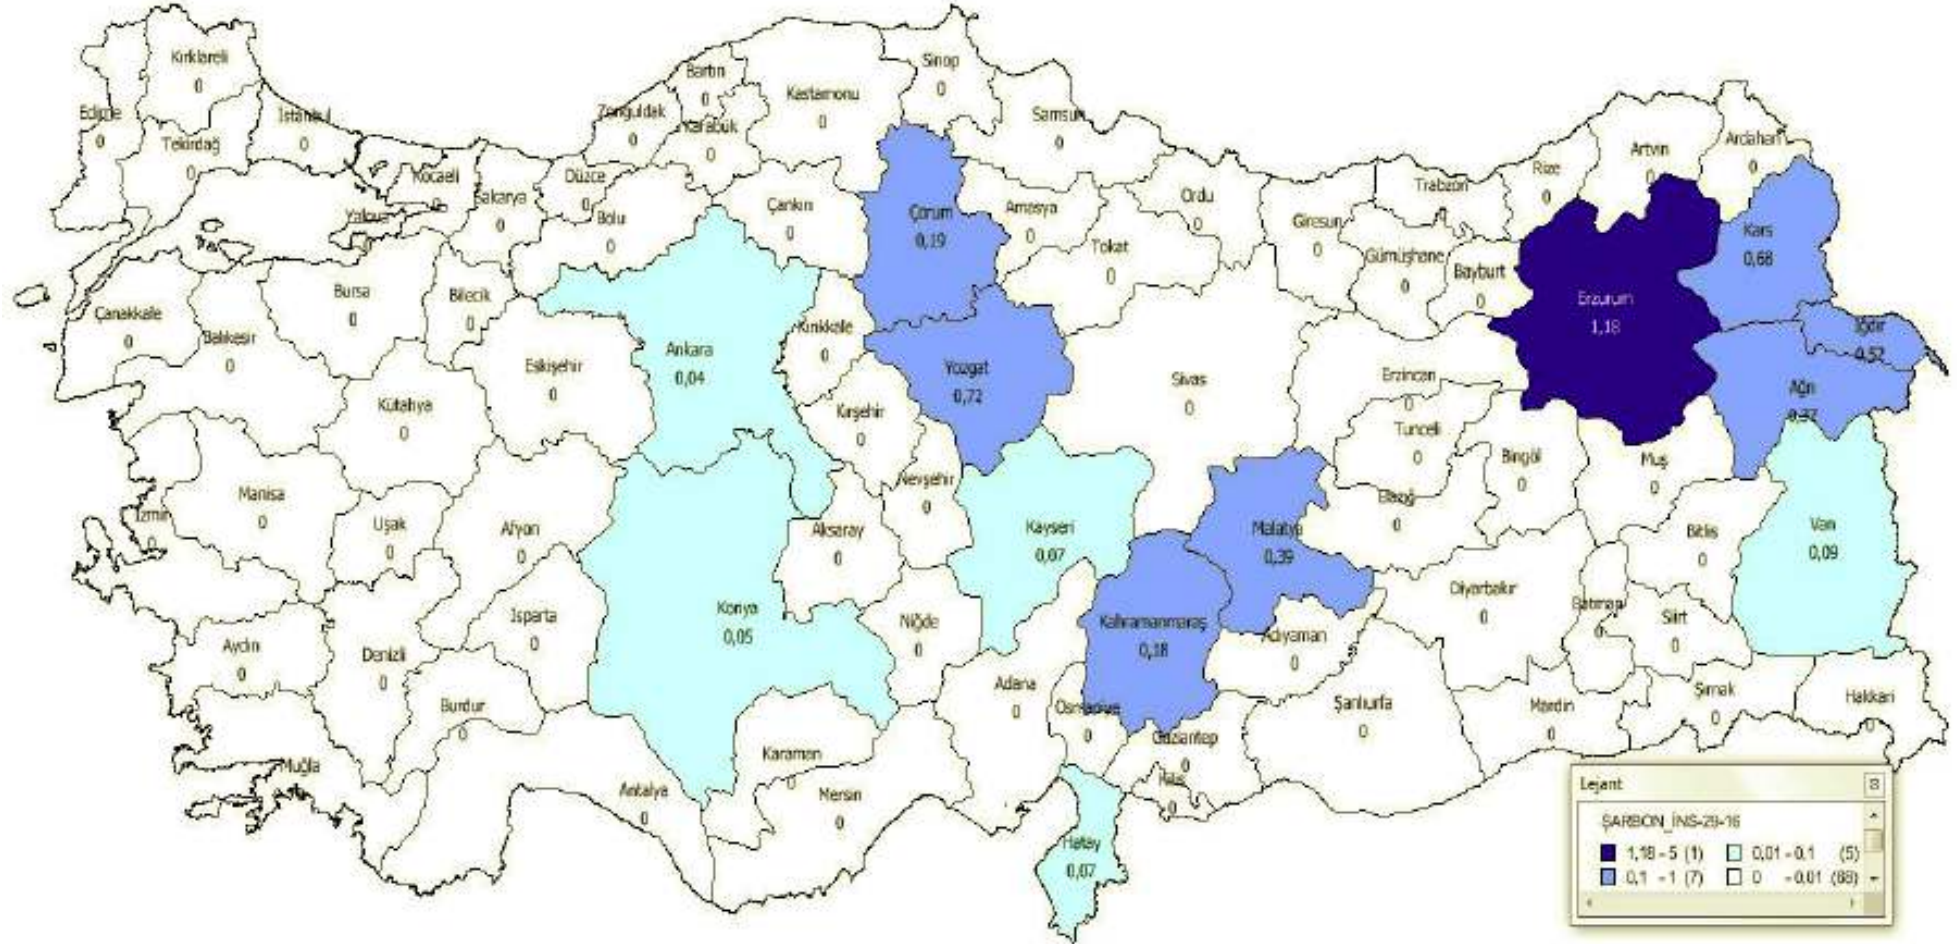 Kırklareli
0
Edirne
0
Tekirdağ
0
İstanbul
0
Kocaeli
0
Yalova
0
Sakarya
0
Düzce
0
Bolu
0
Zonguldak
0
Bartın
0
Karabük
0
Kastamonu
0
Sinop
0
Samsun
0
Çankırı
0
Çorum
0,19
Amasya
0
Tokat
0
Ordu
0
Giresun
0
Trabzon
0
Gümüşhane
0
Bayburt
0
Rize
0
Artvin
0
Ardahan
0
Kars
0,68
Erzurum
1,18
Iğdır
0,52
Ağrı
0,37
Çanakkale
0
Balıkesir
0
Bursa
0
Bilecik
0
Eskişehir
0
Kütahya
0
Ankara
0,04
Kırıkkale
0
Kırşehir
0
Yozgat
0,72
Sivas
0
Erzincan
0
Tunceli
0
Bingöl
0
Muş
0
Elazığ
0
Bitlis
0
Van
0,09
Manisa
0
İzmir
0
Uşak
0
Afyon
0
Aksaray
0
Nevşehir
0
Kayseri
0,07
Malatya
0,39
Konya
0,05
Isparta
0
Niğde
0
Kahramanmaraş
0,18
Adıyaman
0
Diyarbakır
0
Batman
0
Siirt
0
Aydın
0
Denizli
0
Burdur
0
Adana
0
Osmaniye
0
Şanlıurfa
0
Mardin
0
Şırnak
0
Hakkari
0
Gaziantep
0
Kilis
0
Muğla
Karaman
0
Antalya
0
Mersin
0
Hatay
0,07
Lejant
ŞARBON_İNS-29-16
1,18 - 5 (1) 0,01 - 0,1 (5)
0,1 - 1 (7) 0 - 0,01 (68)